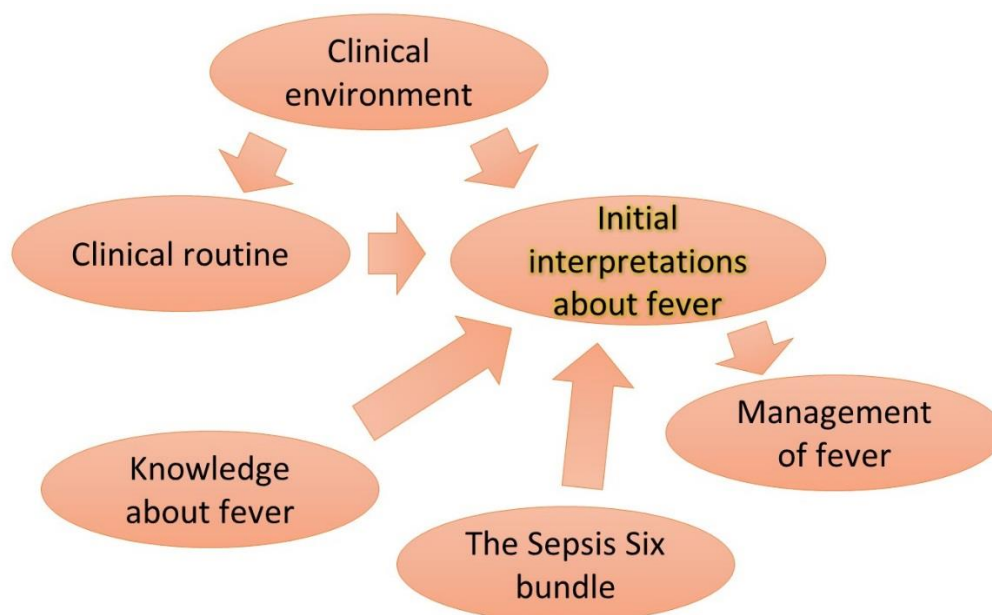 Clinical
environment
Clinical routine
Initial
interpretations
about fever
Management
of fever
Knowledge
about fever
The Sepsis Six
bundle